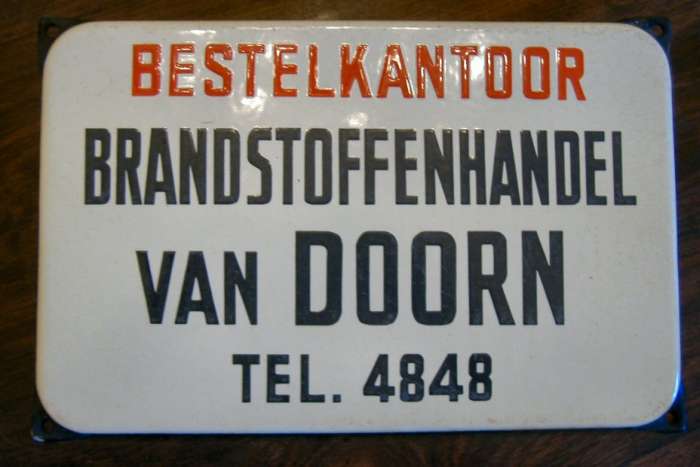 BESTELKANTOOR
BRANDSTOFFENHANDEL
VAN DOORN
TEL. 4848